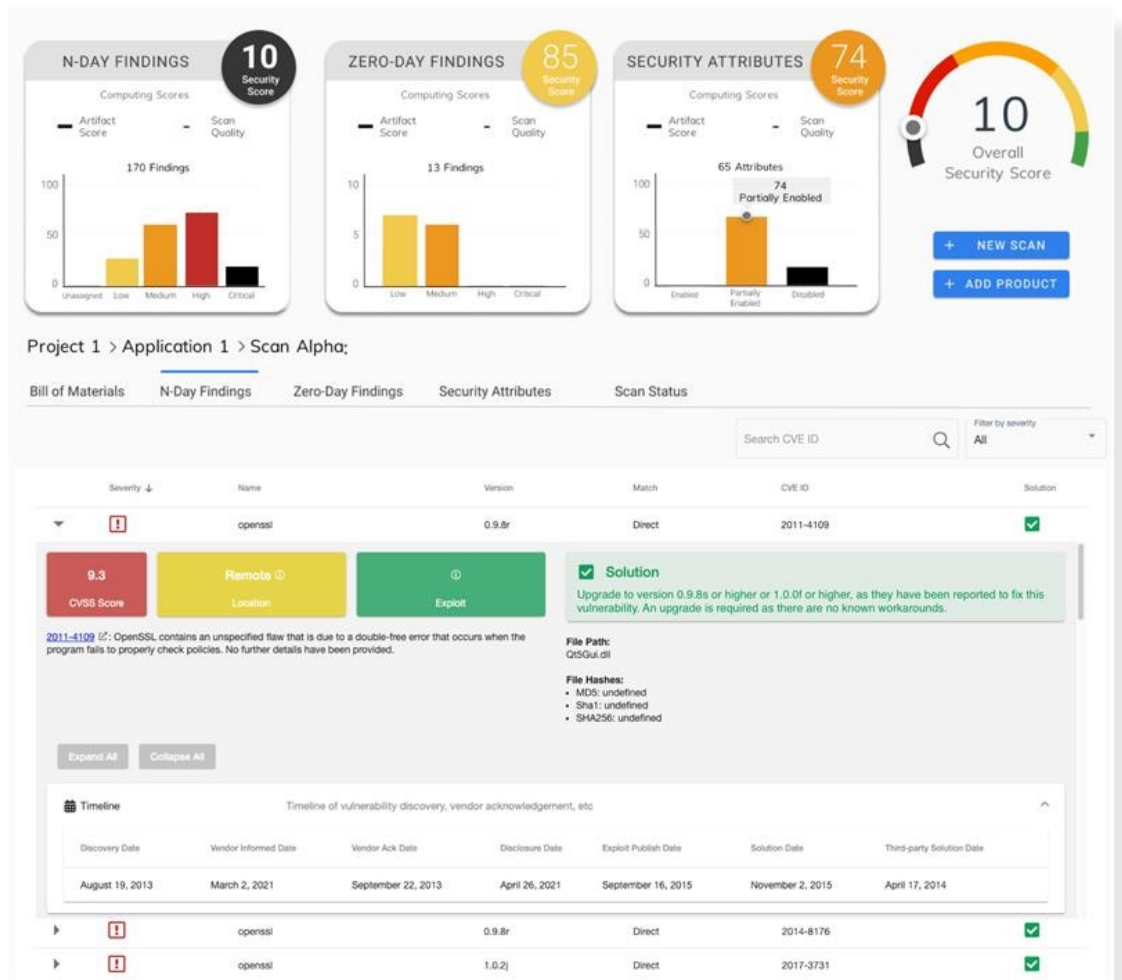 N-DAY FINDINGS
10
Security
Score
Computing Scores
Artifact
Score
- Scan
Quality
170 Findings
100
50
0
Unassigned Low Medium High Critical
ZERO-DAY FINDINGS
85
Security
Score
Computing Scores
Artifact
Score
- Scan
Quality
13 Findings
10
5
0
Low Medium High Critical
SECURITY ATTRIBUTES
74
Security
Score
Computing Scores
Artifact
Score
- Scan
Quality
65 Attributes
74
Partially Enabled
100
50
0
Enabled Partially Enabled Disabled
10
Overall
Security Score
+ NEW SCAN
+ ADD PRODUCT
Project 1 > Application 1 > Scan Alpha;
Bill of Materials N-Day Findings Zero-Day Findings Security Attributes Scan Status
Search CVE ID
Filter by severity
All
Severity ↓ Name Version Match CVE ID Solution
openssl 0.9.8r Direct 2011-4109
9.3
CVSS Score
Remote
Location
Exploit
Solution
Upgrade to version 0.9.8s or higher or 1.0.0f or higher, as they have been reported to fix this
vulnerability. An upgrade is required as there are no known workarounds.
2011-4109 : OpenSSL contains an unspecified flaw that is due to a double-free error that occurs when the
program fails to properly check policies. No further details have been provided.
File Path:
Qt5Gui.dll
File Hashes:
• MD5: undefined
• Sha1: undefined
• SHA256: undefined
Expand All Collapse All
Timeline Timeline of vulnerability discovery, vendor acknowledgement, etc
Discovery Date Vendor Informed Date Vendor Ack Date Disclosure Date Exploit Publish Date Solution Date Third-party Solution Date
August 19, 2013 March 2, 2021 September 22, 2013 April 26, 2021 September 16, 2015 November 2, 2015 April 17, 2014
openssl 0.9.8r Direct 2014-8176
openssl 1.0.2j Direct 2017-3731